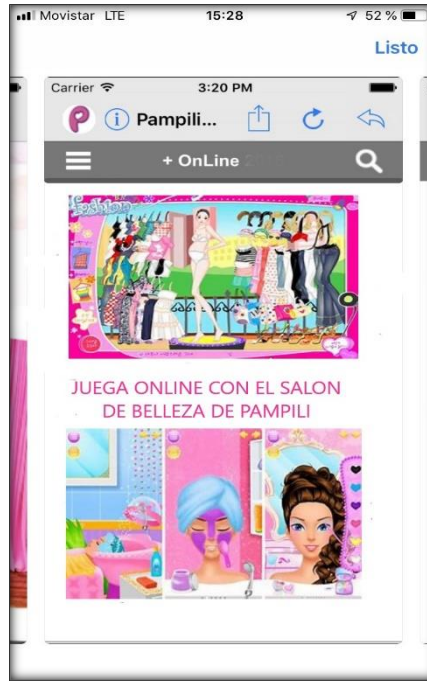 Movistar LTE 15:28 52 %
Listo
Carrier 3:20 PM
Pampili...
+ OnLine
Fashion
JUEGA ONLINE CON EL SALON
DE BELLEZA DE PAMPILI